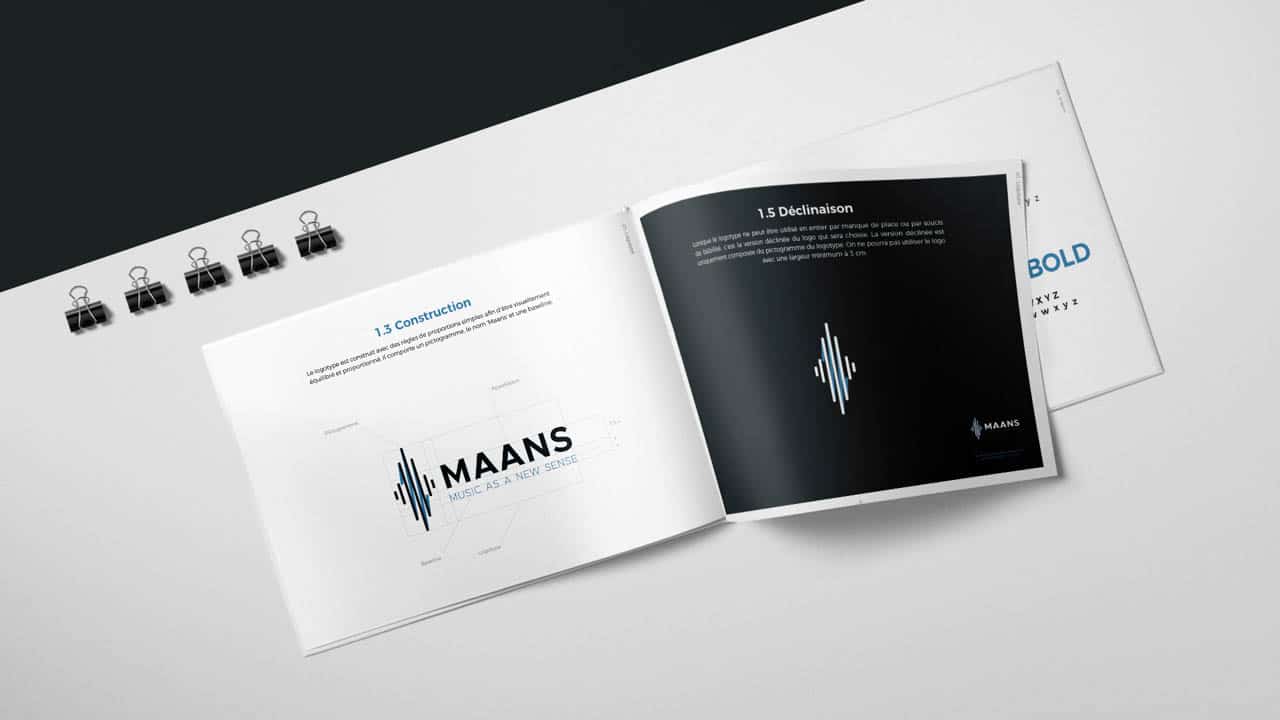 1.3 Construction
Le logotype est construit avec des règles de proportions simples afin d'être visuellement
équilibré et proportionné, il comporte un pictogramme, le nom 'Maans' et une baseline.
Pictogramme
Appellation
MAANS
MUSIC AS A NEW SENSE
Baseline
1.5 Déclinaison
Lorsque le logotype ne peut être utilisé en entier par manque de place ou par soucis
de lisibilité, c'est la version déclinée du logo qui sera choisie. La version déclinée est
uniquement composée du pictogramme du logotype. On ne pourra pas utiliser le logo
avec une largeur minimum à 5 cm.
MAANS
y z
BOLD
X Y Z
w x y z